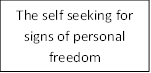 The self seeking for
signs of personal
freedom